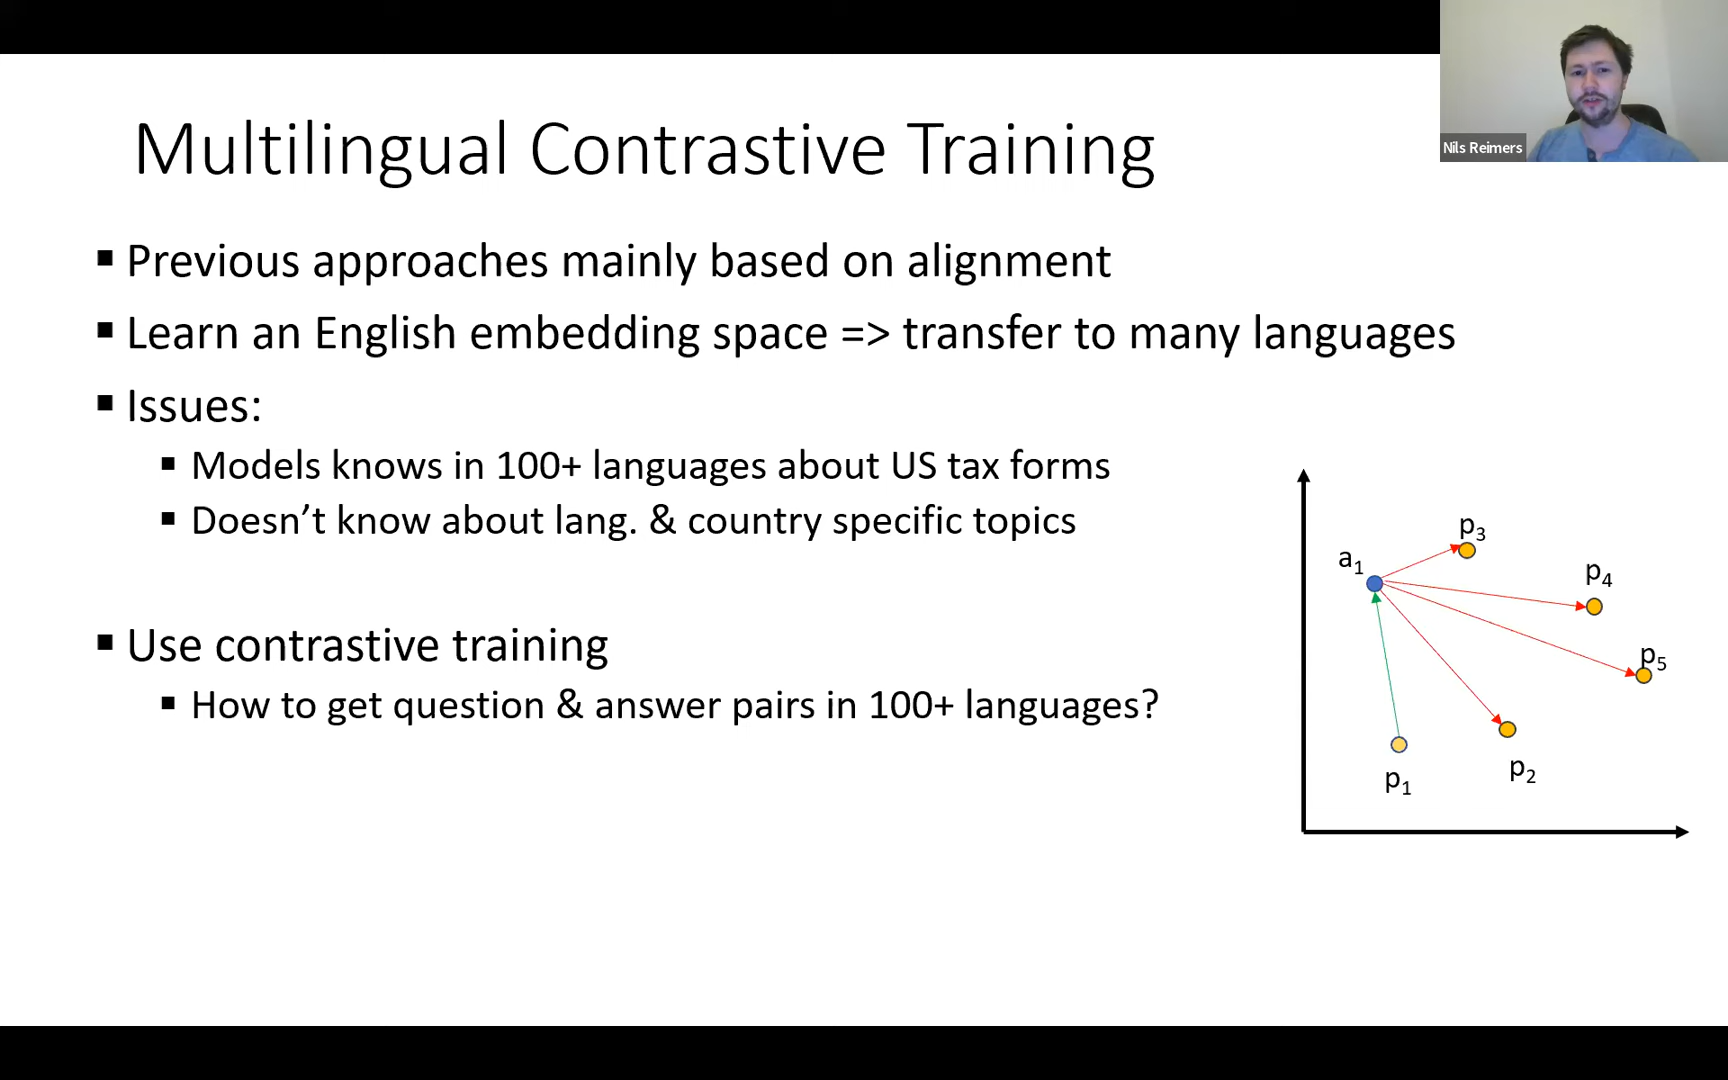 Multilingual Contrastive Training
Nils Reimers
▪ Previous approaches mainly based on alignment
▪ Learn an English embedding space => transfer to many languages
▪ Issues:
▪ Models knows in 100+ languages about US tax forms
▪ Doesn’t know about lang. & country specific topics
▪ Use contrastive training
▪ How to get question & answer pairs in 100+ languages?
p3
a1
p4
p5
p2
p1